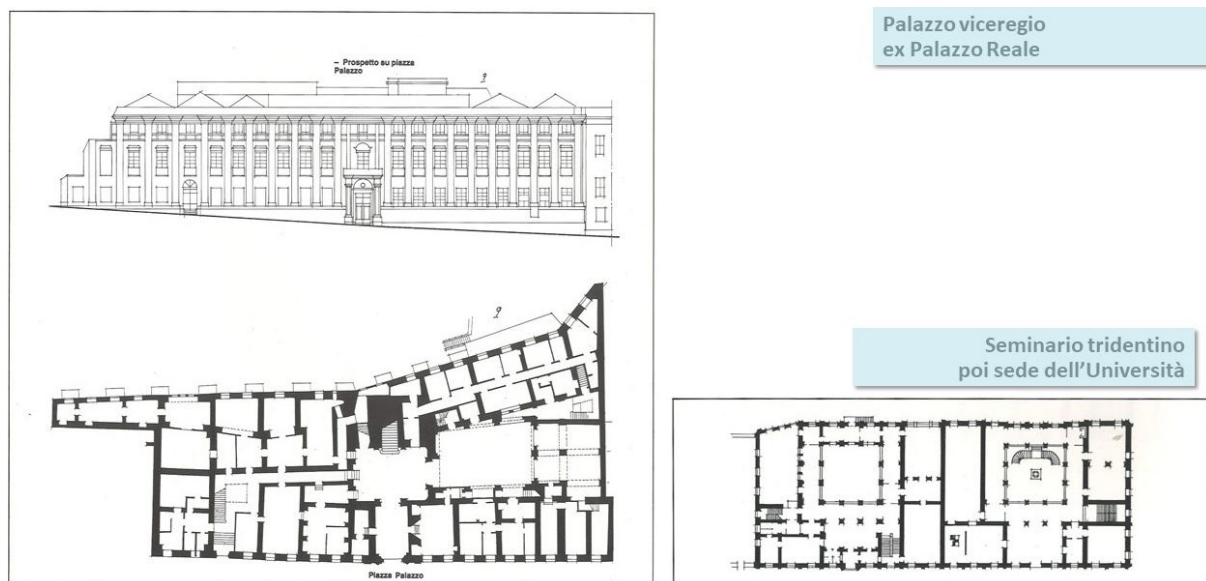 – Prospetto su piazza
Palazzo
Palazzo viceregio
ex Palazzo Reale
Piazza Palazzo
Seminario tridentino
poi sede dell'Università